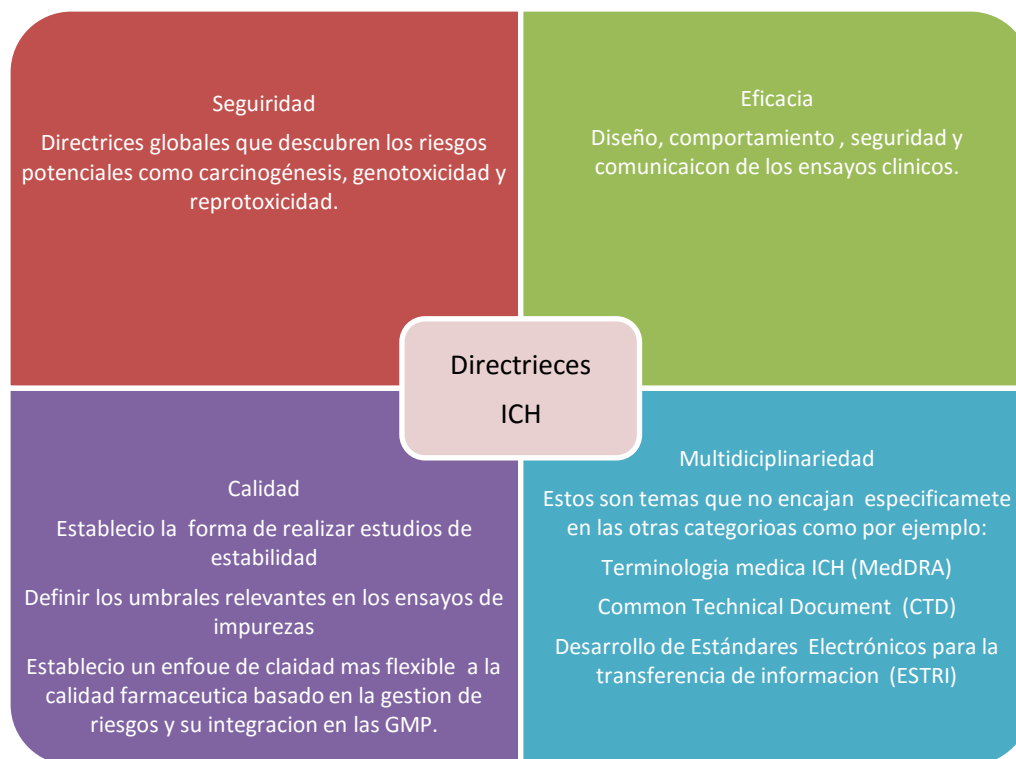 Seguiridad
Directrices globales que descubren los riesgos
potenciales como carcinogénesis, genotoxicidad y
reprotoxicidad.
Eficacia
Diseño, comportamiento , seguridad y
comunicaicon de los ensayos clinicos.
Directrieces
ICH
Calidad
Establecio la forma de realizar estudios de
estabilidad
Definir los umbrales relevantes en los ensayos de
impurezas
Establecio un enfoue de claidad mas flexible a la
calidad farmaceutica basado en la gestion de
riesgos y su integracion en las GMP.
Multidiciplinariedad
Estos son temas que no encajan especificamete
en las otras categorioas como por ejemplo:
Terminologia medica ICH (MedDRA)
Common Technical Document (CTD)
Desarrollo de Estándares Electrónicos para la
transferencia de informacion (ESTRI)